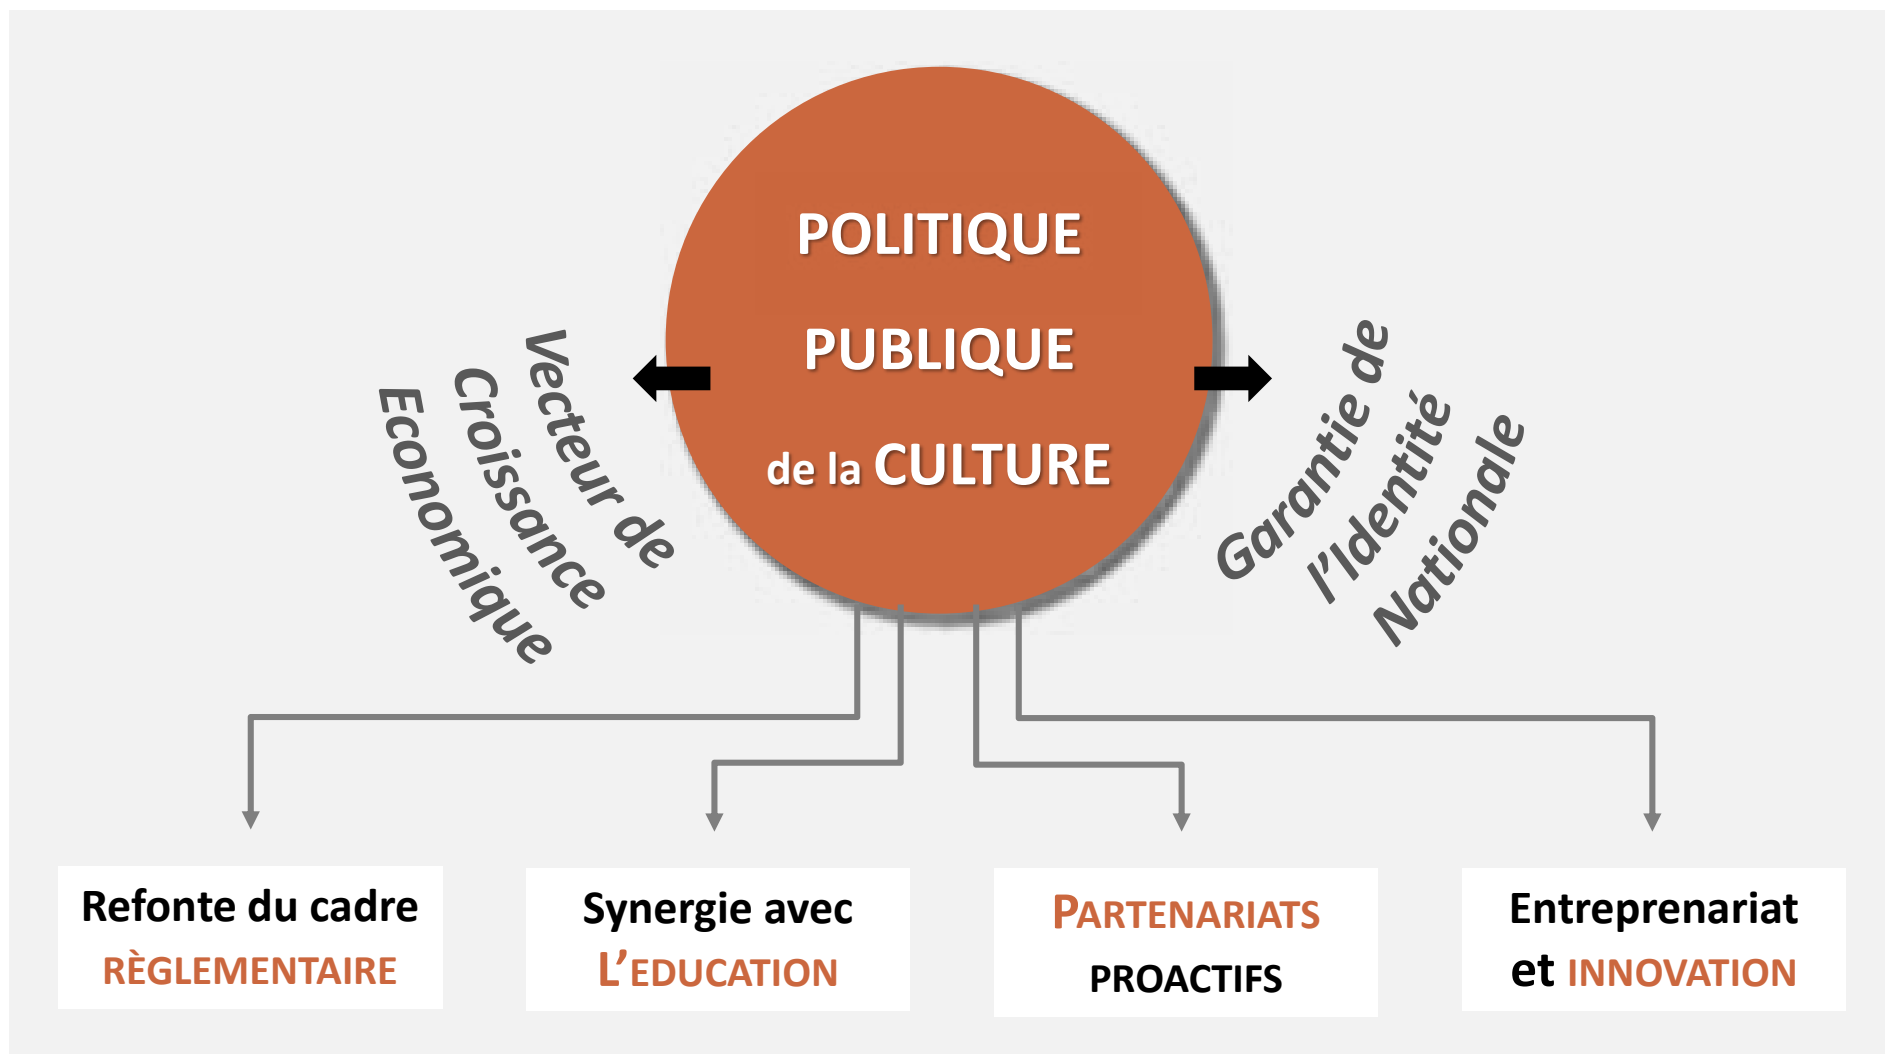 POLITIQUE
PUBLIQUE
de la CULTURE
Vecteur de
Croissance
Economique
Garantie de
l’Identité
Nationale
Refonte du cadre
RÈGLEMENTAIRE
Synergie avec
L’EDUCATION
PARTENARIATS
PROACTIFS
Entreprenariat
et INNOVATION